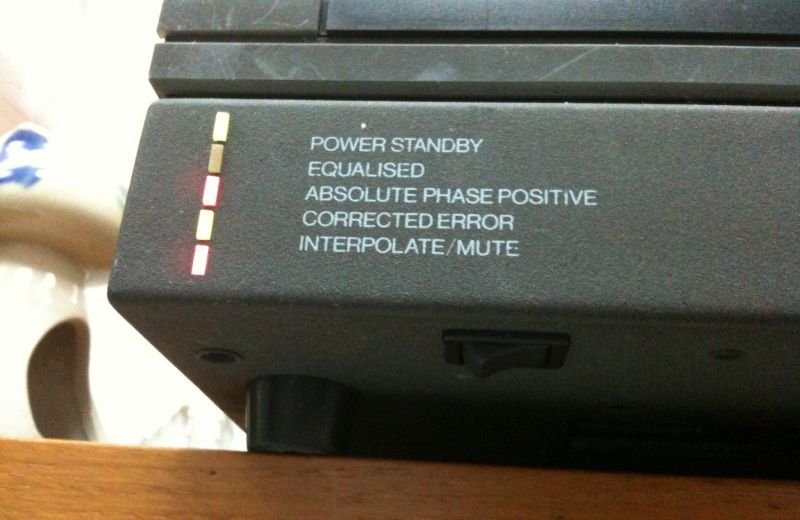 POWER STANDBY
EQUALISED
ABSOLUTE PHASE POSITIVE
CORRECTED ERROR
INTERPOLATE/MUTE